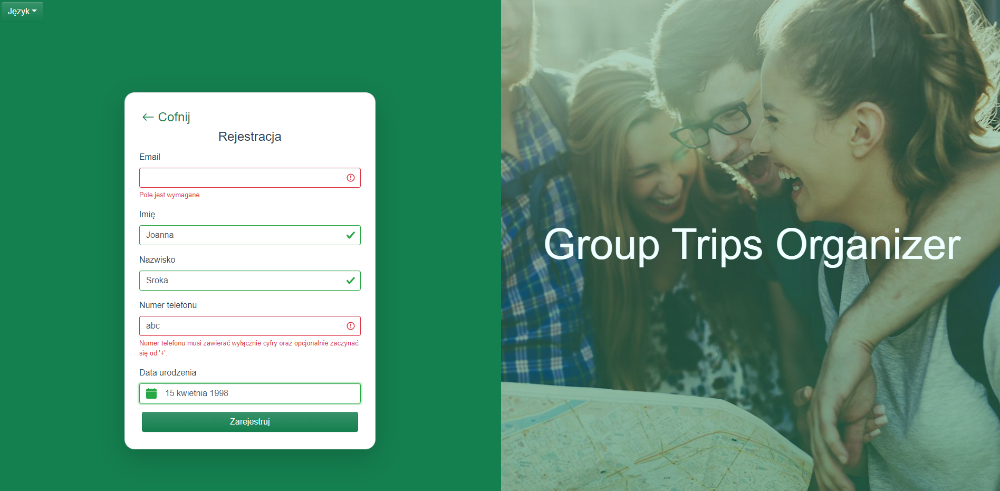 Język
Cofnij
Rejestracja
Email
Pole jest wymagane.
Imię
Joanna
Nazwisko
Sroka
Numer telefonu
abc
Numer telefonu musi zawierać wyłącznie cyfry oraz opcjonalnie zaczynać
się od '+'.
Data urodzenia
15 kwietnia 1998
Zarejestruj
Group Trips Organizer